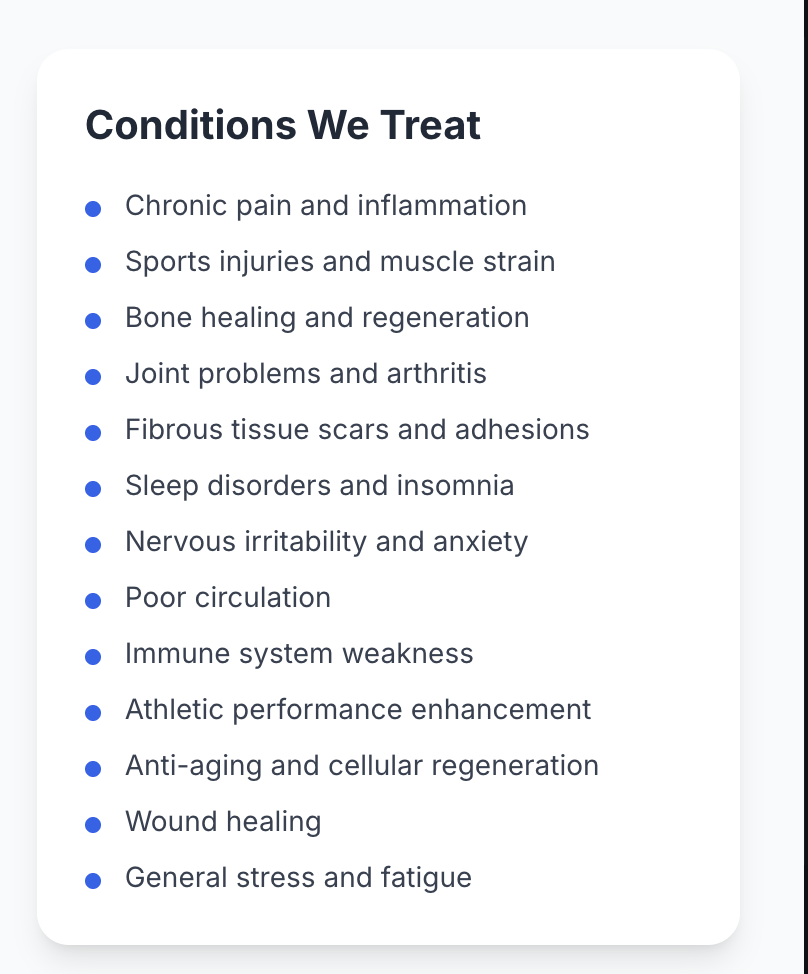 Conditions We Treat
Chronic pain and inflammation
Sports injuries and muscle strain
Bone healing and regeneration
Joint problems and arthritis
Fibrous tissue scars and adhesions
Sleep disorders and insomnia
Nervous irritability and anxiety
Poor circulation
Immune system weakness
Athletic performance enhancement
Anti-aging and cellular regeneration
Wound healing
General stress and fatigue